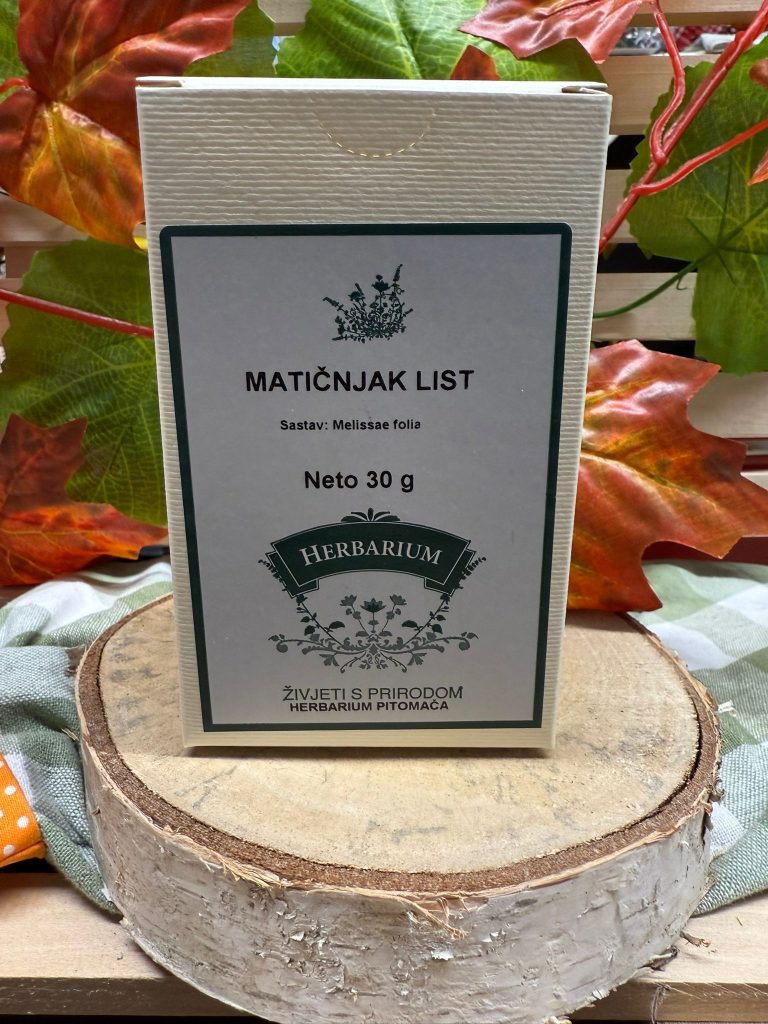 MATIČNJAK LIST
Sastav: Melissae folia
Neto 30 g
HERBARIUM
ŽIVJETI S PRIRODOM
HERBARIUM PITOMAČA